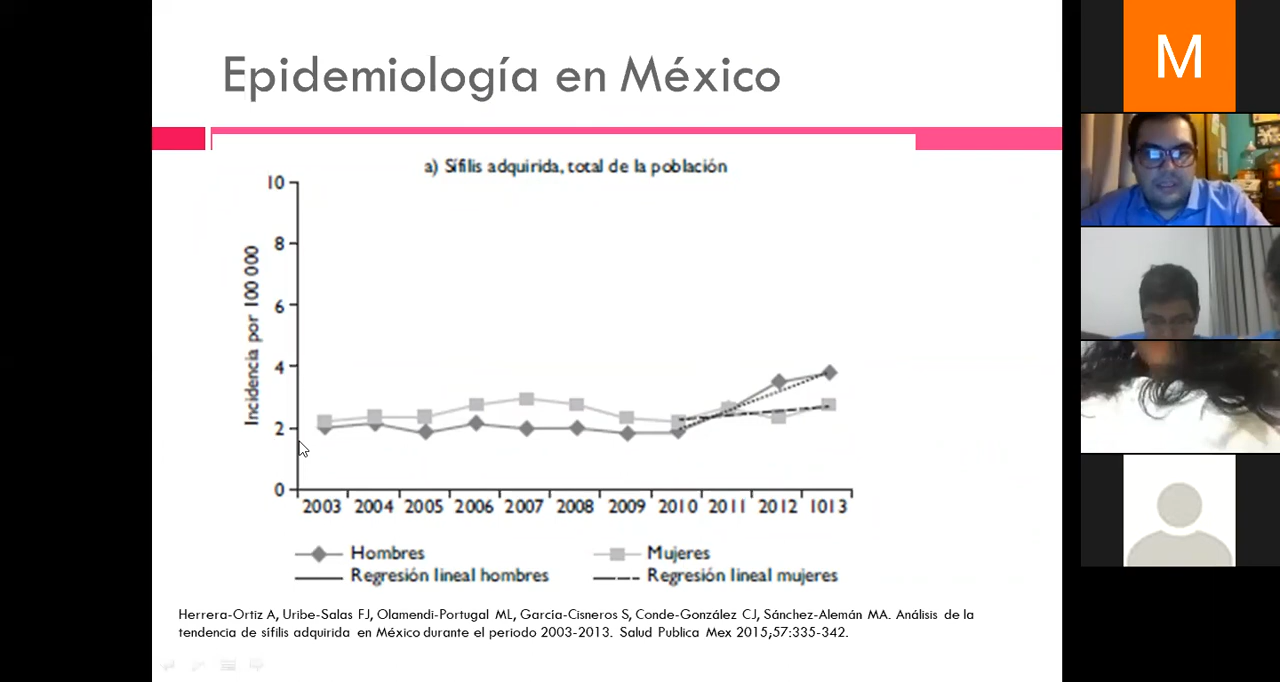 Epidemiología en México
a) Sífilis adquirida, total de la población
10
8
6
4
2
0
Incidencia por 100 000
2003 2004 2005 2006 2007 2008 2009 2010 2011 2012 1013
Hombres Mujeres
Regresión lineal hombres Regresión lineal mujeres
Herrera-Ortiz A, Uribe-Salas FJ, Olamendi-Portugal ML, García-Cisneros S, Conde-González CJ, Sánchez-Alemán MA. Análisis de la
tendencia de sífilis adquirida en México durante el periodo 2003-2013. Salud Publica Mex 2015;57:335-342.
M